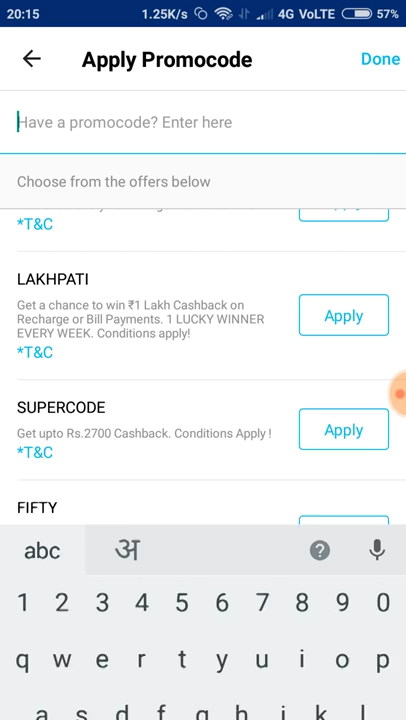 20:15 1.25K/s 4G VoLTE 57%
Apply Promocode Done
Have a promocode? Enter here
Choose from the offers below
*T&C
LAKHPATI
Get a chance to win ₹1 Lakh Cashback on
Recharge or Bill Payments. 1 LUCKY WINNER
EVERY WEEK. Conditions apply!
*T&C
Apply
SUPERCODE
Get upto Rs.2700 Cashback. Conditions Apply !
*T&C
Apply
FIFTY
abc अ ?
1 2 3 4 5 6 7 8 9 0
q w e r t y u i o p
a s d f g h j k l